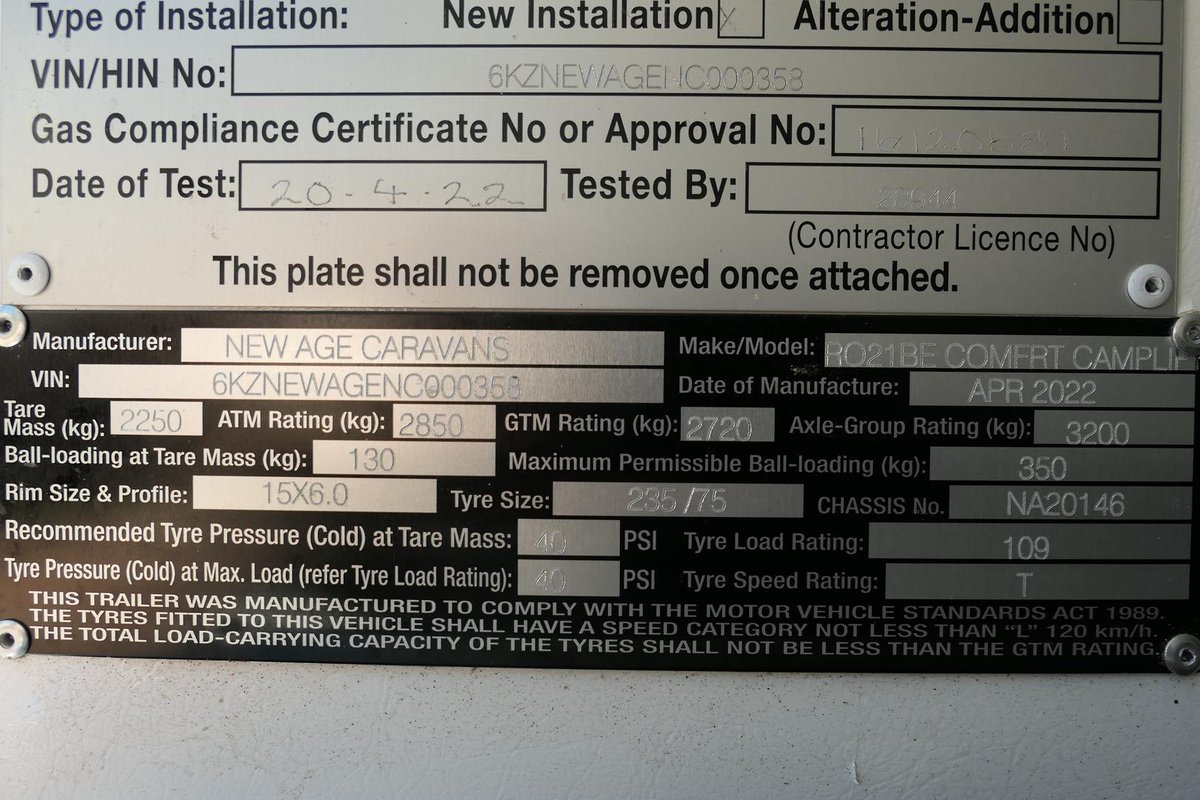 Type of Installation: New Installation X Alteration-Addition
VIN/HIN No: 6KZNEWAGENC000358
Gas Compliance Certificate No or Approval No:
Date of Test: 20-4-22 Tested By: 28944
(Contractor Licence No)
This plate shall not be removed once attached.
Manufacturer: NEW AGE CARAVANS Make/Model: RO21BE COMFRT CAMPLIF
VIN: 6KZNEWAGENC000358 Date of Manufacture: APR 2022
Tare Mass (kg): 2250 ATM Rating (kg): 2850 GTM Rating (kg): 2720 Axle-Group Rating (kg): 3200
Ball-loading at Tare Mass (kg): 130 Maximum Permissible Ball-loading (kg): 350
Rim Size & Profile: 15X6.0 Tyre Size: 235/75 CHASSIS No. NA20146
Recommended Tyre Pressure (Cold) at Tare Mass: 40 PSI Tyre Load Rating: 109
Tyre Pressure (Cold) at Max. Load (refer Tyre Load Rating): 40 PSI Tyre Speed Rating: T
THIS TRAILER WAS MANUFACTURED TO COMPLY WITH THE MOTOR VEHICLE STANDARDS ACT 1989.
THE TYRES FITTED TO THIS VEHICLE SHALL HAVE A SPEED CATEGORY NOT LESS THAN "L" 120 km/h.
THE TOTAL LOAD-CARRYING CAPACITY OF THE TYRES SHALL NOT BE LESS THAN THE GTM RATING.